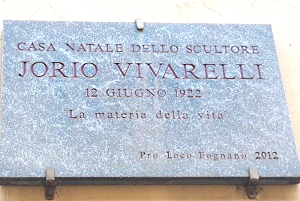 CASA NATALE DELLO SCULTORE
JORIO VIVARELLI
12 GIUGNO 1922
La materia della vita
Pro Loco Fognano 2012